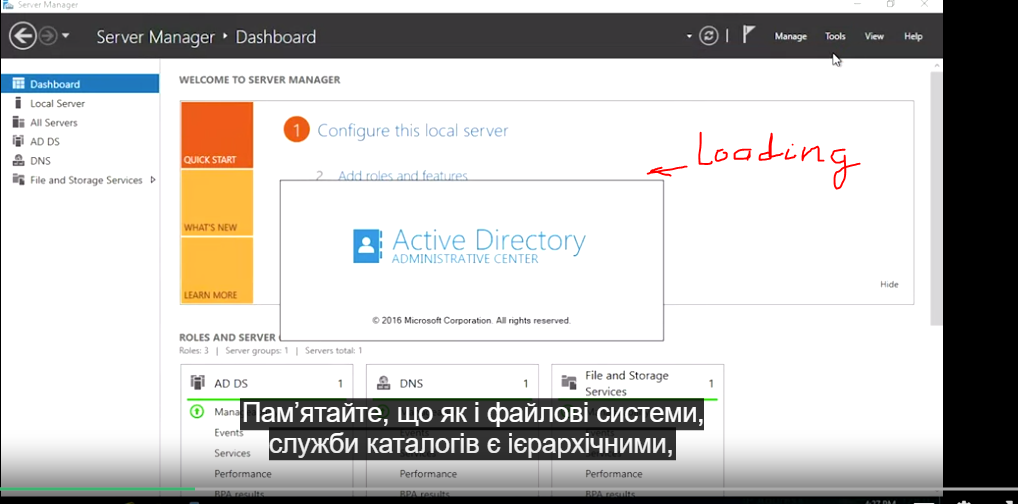 Server Manager
Server Manager • Dashboard
Manage Tools View Help
Dashboard
Local Server
All Servers
AD DS
DNS
File and Storage Services
WELCOME TO SERVER MANAGER
QUICK START
WHAT'S NEW
LEARN MORE
1 Configure this local server
2 Add roles and features
Loading
Active Directory
ADMINISTRATIVE CENTER
© 2016 Microsoft Corporation. All rights reserved.
Hide
ROLES AND SERVER
Roles: 3 | Server groups: 1 | Servers total: 1
AD DS 1
DNS 1
File and Storage
Services 1
Пам’ятайте, що як і файлові системи,
служби каталогів є ієрархічними,
Events
Services
Performance
Performance
Performance
BPA results
BPA results
BPA results